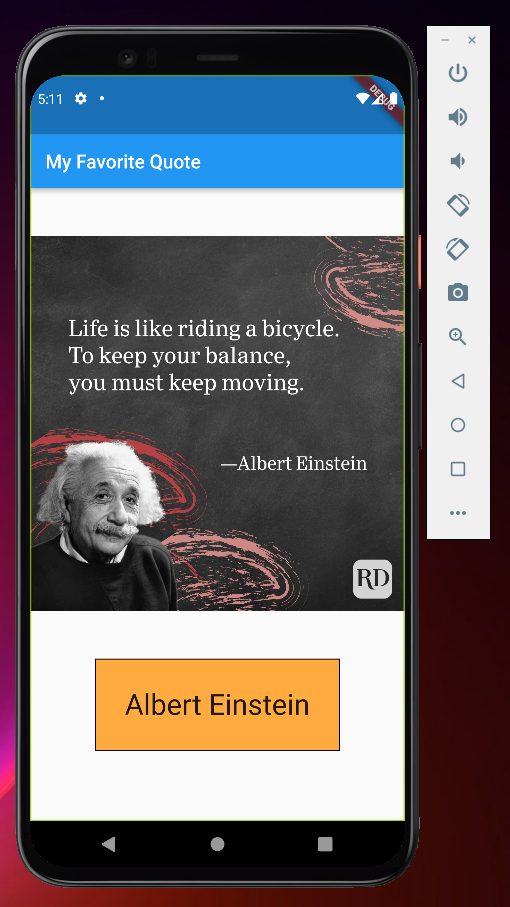 5:11
DEBUG
My Favorite Quote
Life is like riding a bicycle.
To keep your balance,
you must keep moving.
—Albert Einstein
RD
Albert Einstein